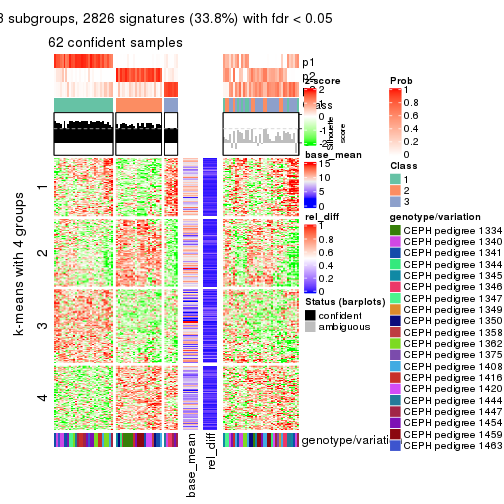 3 subgroups, 2826 signatures (33.8%) with fdr < 0.05
62 confident samples
p1
p2
Class
silhouette
score
k-means with 4 groups
1
2
3
4
base_mean
rel_diff
genotype/variation
z-score
2
1
0
-1
-2
base_mean
15
10
5
0
rel_diff
1
0.8
0.6
0.4
0.2
0
Status (barplots)
confident
ambiguous
Prob
1
0.8
0.6
0.4
0.2
0
Class
1
2
3
genotype/variation
CEPH pedigree 1334
CEPH pedigree 1340
CEPH pedigree 1341
CEPH pedigree 1344
CEPH pedigree 1345
CEPH pedigree 1346
CEPH pedigree 1347
CEPH pedigree 1349
CEPH pedigree 1350
CEPH pedigree 1358
CEPH pedigree 1362
CEPH pedigree 1375
CEPH pedigree 1408
CEPH pedigree 1416
CEPH pedigree 1420
CEPH pedigree 1444
CEPH pedigree 1447
CEPH pedigree 1454
CEPH pedigree 1459
CEPH pedigree 1463